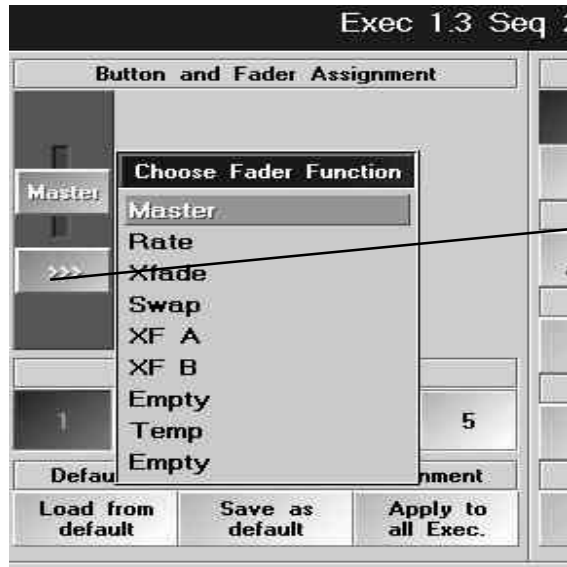 Exec 1.3 Seq
Button and Fader Assignment
Master
>>>
Choose Fader Function
Master
Rate
Xfade
Swap
XF A
XF B
Empty
Temp
Empty
1
5
Defau
nment
Load from
default
Save as
default
Apply to
all Exec.